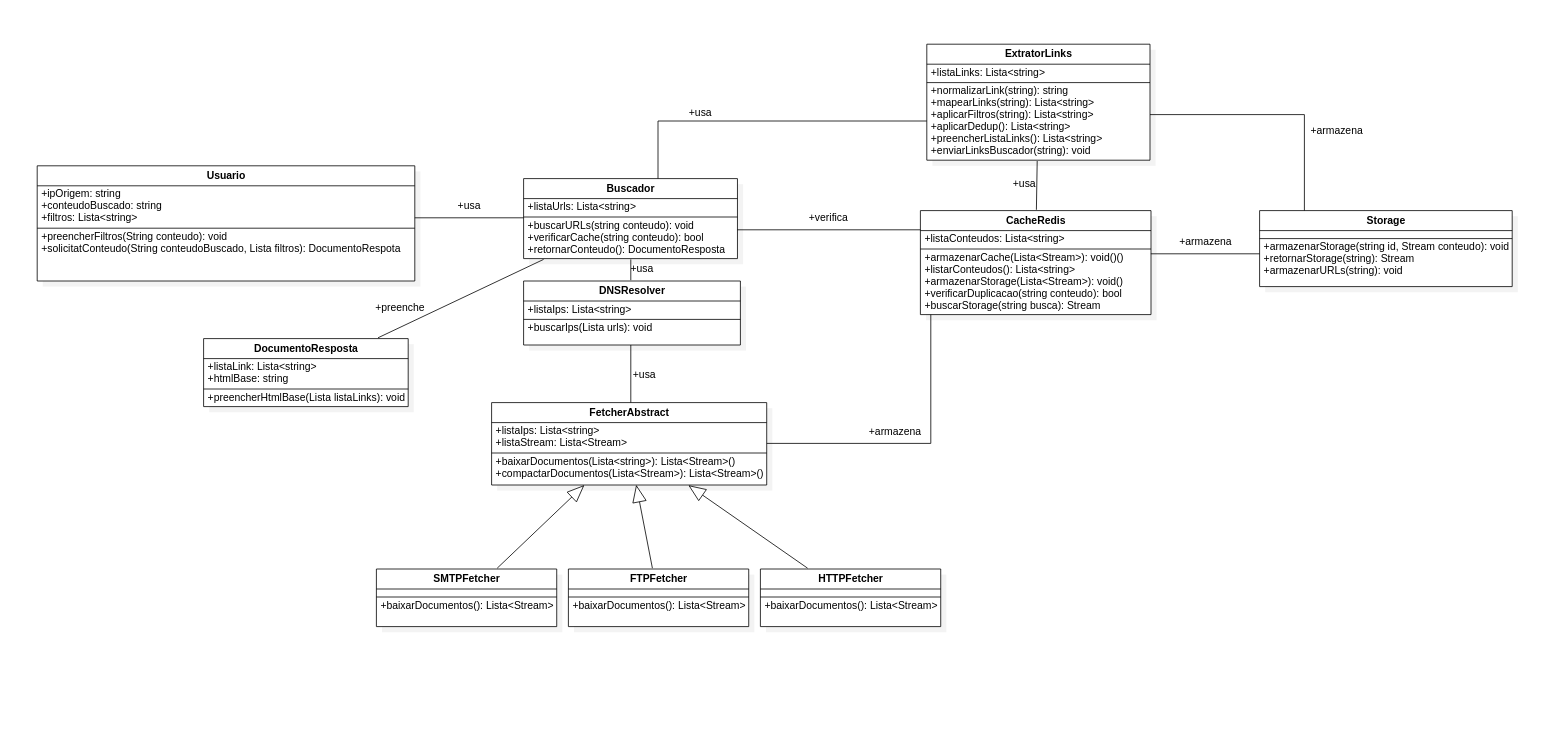 ExtratorLinks
+listaLinks: Lista<string>
+normalizarLink(string): string
+mapearLinks(string): Lista<string>
+aplicarFiltros(string): Lista<string>
+aplicarDedup(): Lista<string>
+preencherListaLinks(): Lista<string>
+enviarLinksBuscador(string): void
+usa
+armazena
Usuario
+ipOrigem: string
+conteudoBuscado: string
+filtros: Lista<string>
+preencherFiltros(String conteudo): void
+solicitatConteudo(String conteudoBuscado, Lista filtros): DocumentoRespota
+usa
Buscador
+listaUrls: Lista<string>
+buscarURLs(string conteudo): void
+verificarCache(string conteudo): bool
+retornarConteudo(): DocumentoResposta
+usa
+verifica
CacheRedis
+listaConteudos: Lista<string>
+armazenarCache(Lista<Stream>): void()()
+listarConteudos(): Lista<string>
+armazenarStorage(Lista<Stream>): void()
+verificarDuplicacao(string conteudo): bool
+buscarStorage(string busca): Stream
+armazena
Storage
+armazenarStorage(string id, Stream conteudo): void
+retornarStorage(string): Stream
+armazenarURLs(string): void
+usa
DNSResolver
+listaIps: Lista<string>
+buscarIps(Lista urls): void
+preenche
DocumentoResposta
+listaLink: Lista<string>
+htmlBase: string
+preencherHtmlBase(Lista listaLinks): void
+usa
FetcherAbstract
+listaIps: Lista<string>
+listaStream: Lista<Stream>
+baixarDocumentos(Lista<string>): Lista<Stream>()
+compactarDocumentos(Lista<Stream>): Lista<Stream>()
+armazena
SMTPFetcher
+baixarDocumentos(): Lista<Stream>
FTPFetcher
+baixarDocumentos(): Lista<Stream>
HTTPFetcher
+baixarDocumentos(): Lista<Stream>